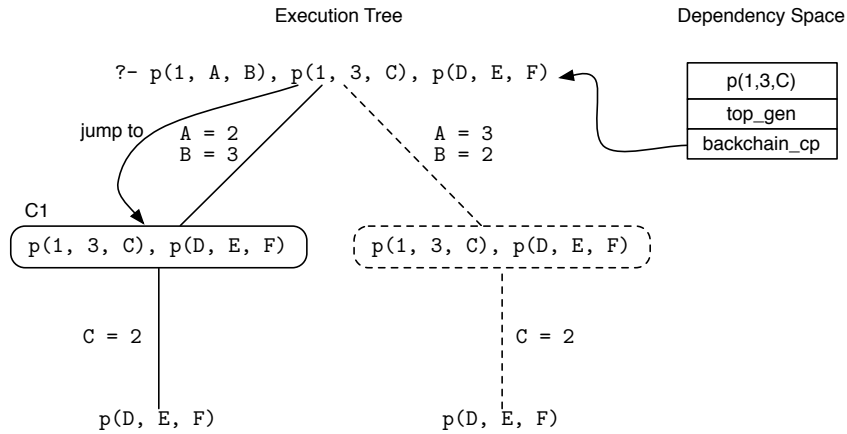 Execution Tree
Dependency Space
?- p(1, A, B), p(1, 3, C), p(D, E, F)
p(1,3,C)
top_gen
backchain_cp
jump to
A = 2
B = 3
A = 3
B = 2
C1
p(1, 3, C), p(D, E, F)
p(1, 3, C), p(D, E, F)
C = 2
C = 2
p(D, E, F)
p(D, E, F)